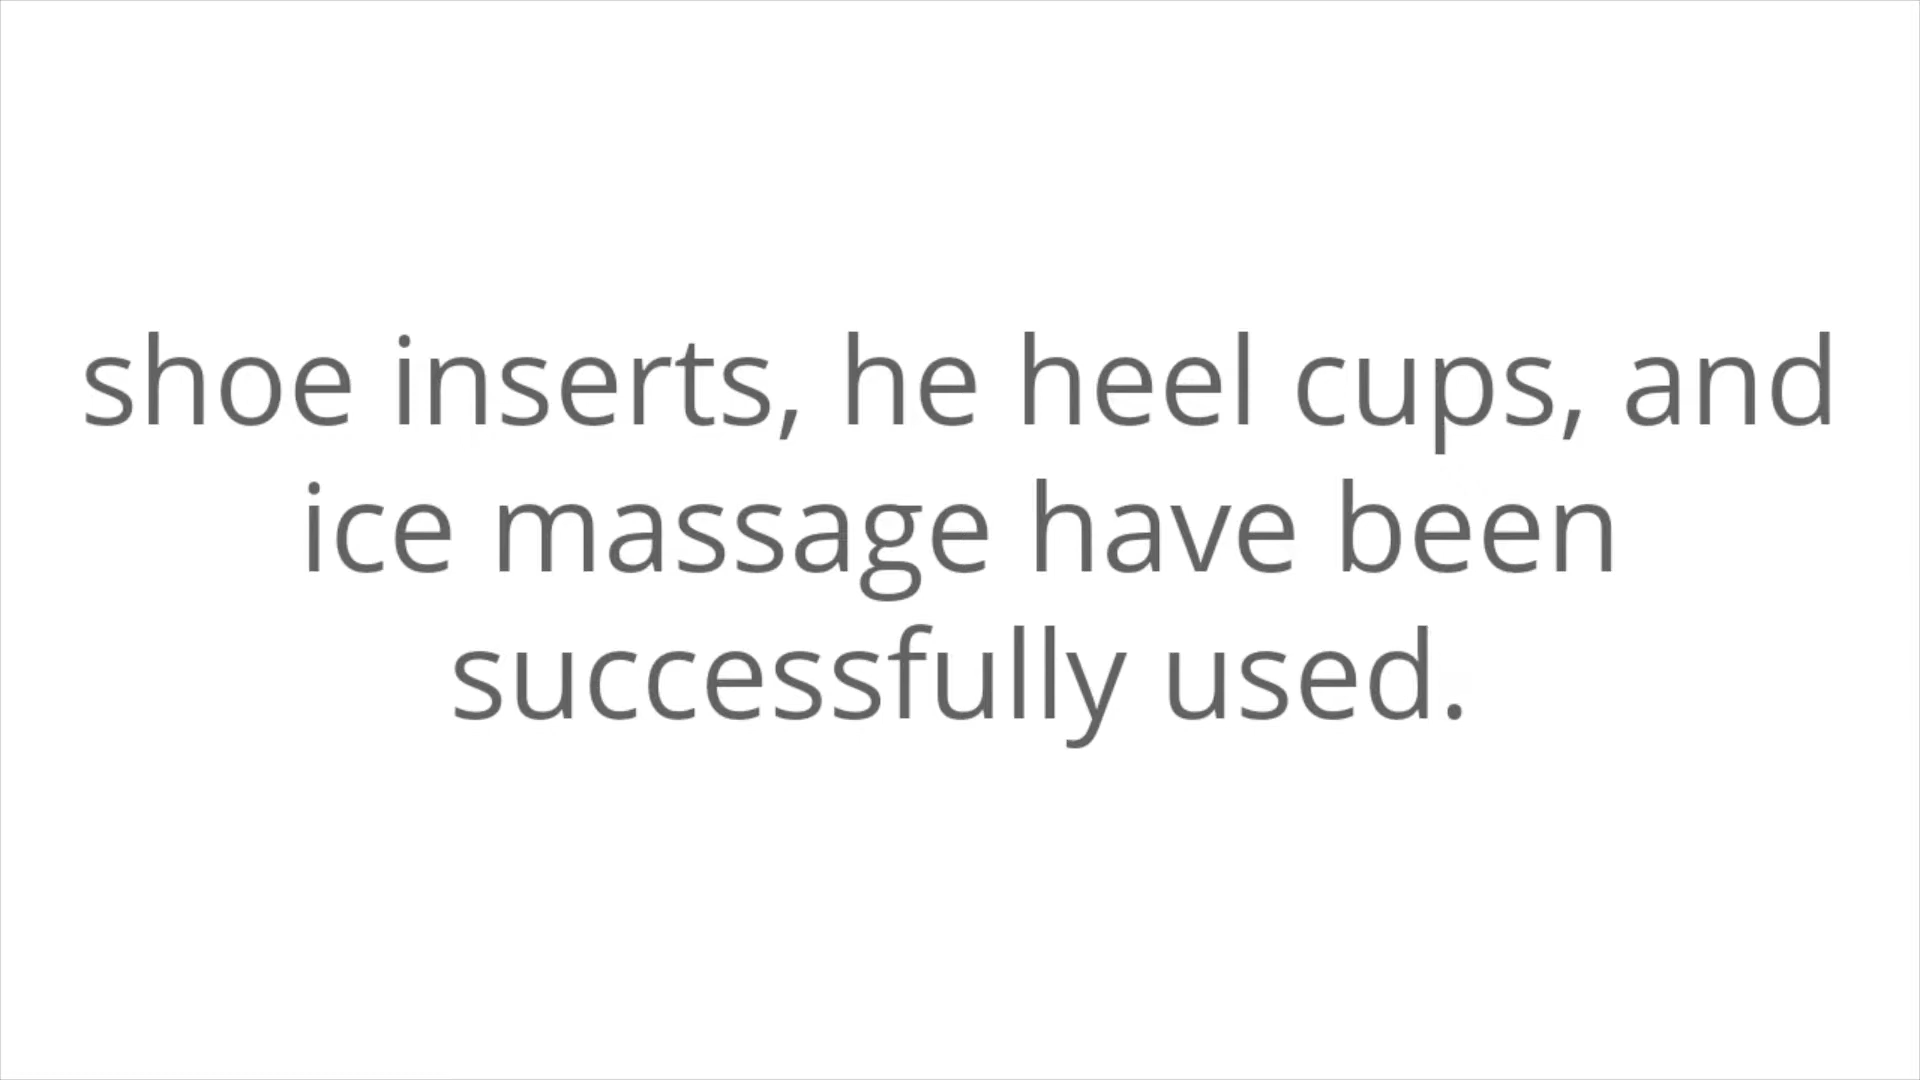 shoe inserts, he heel cups, and
ice massage have been
successfully used.